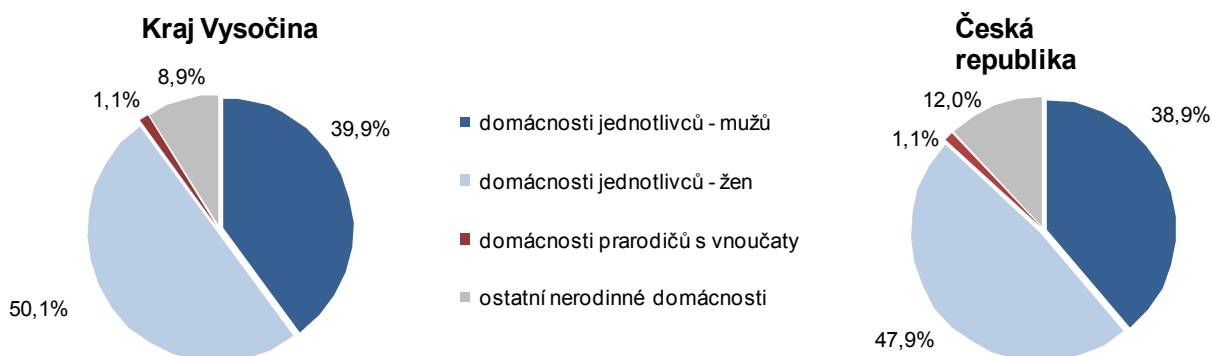 Kraj Vysočina
8,9%
1,1%
39,9%
50,1%
domácnosti jednotlivců - mužů
domácnosti jednotlivců - žen
domácnosti prarodičů s vnoučaty
ostatní nerodinné domácnosti
Česká
republika
12,0%
1,1%
38,9%
47,9%